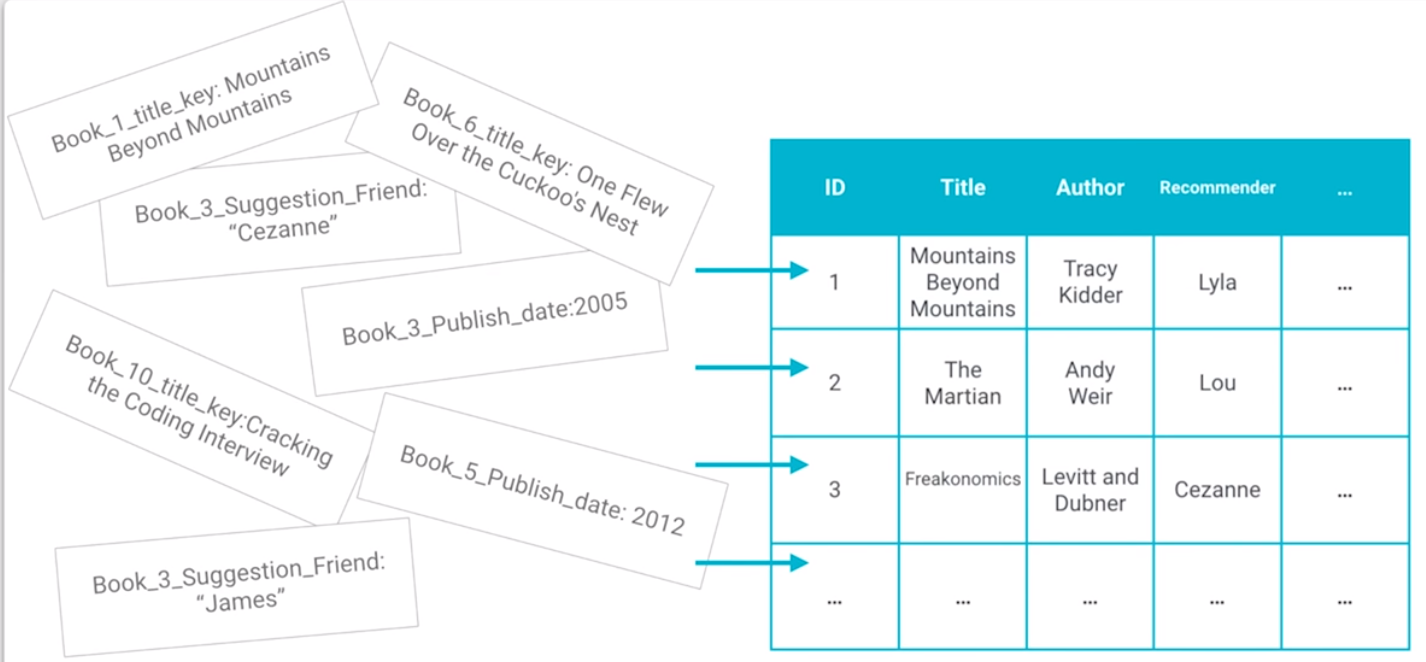 Book_1_title_key: Mountains
Beyond Mountains
Book_6_title_key: One Flew
Over the Cuckoo's Nest
Book_3_Suggestion_Friend:
“Cezanne”
Book_3_Publish_date:2005
Book_10_title_key:Cracking
the Coding Interview
Book_5_Publish_date: 2012
Book_3_Suggestion_Friend:
“James”
ID Title Author Recommender ...
1 Mountains Beyond Mountains Tracy Kidder Lyla ...
2 The Martian Andy Weir Lou ...
3 Freakonomics Levitt and Dubner Cezanne ...
... ... ... ... ...